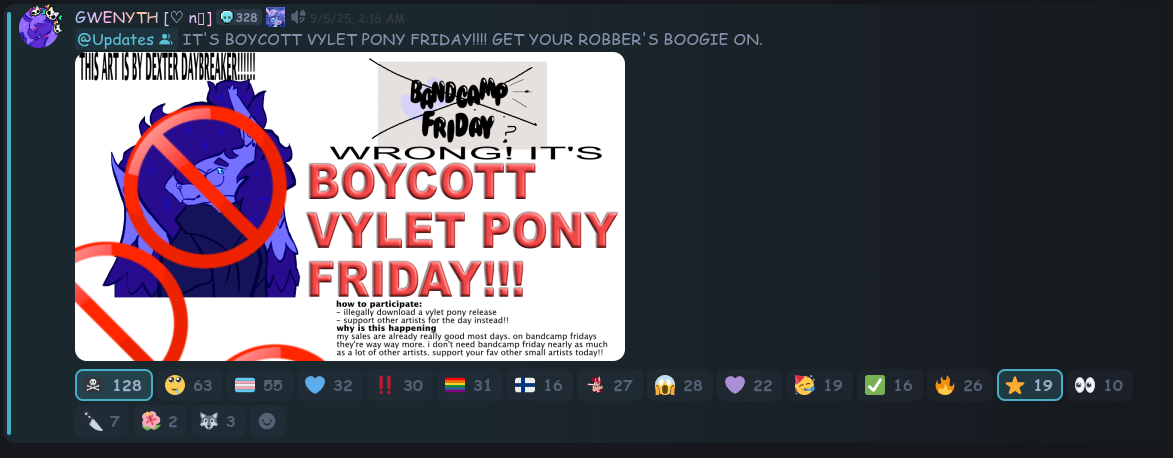 GWENYTH [♡ n▯] 328 9/5/25, 2:16 AM
@Updates IT'S BOYCOTT VYLET PONY FRIDAY!!!! GET YOUR ROBBER'S BOOGIE ON.
THIS ART IS BY DEXTER DAYBREAKER!!!!!!
BANDCAMP
FRIDAY?
WRONG! IT'S
BOYCOTT
VYLET PONY
FRIDAY!!!
how to participate:
- illegally download a vylet pony release
- support other artists for the day instead!!
why is this happening
my sales are already really good most days. on bandcamp fridays
they're way way more. i don't need bandcamp friday nearly as much
as a lot of other artists. support your fav other small artists today!!
128 63 55 32 30 31 16 27 28 22 19 16 26 19 10
7 2 3